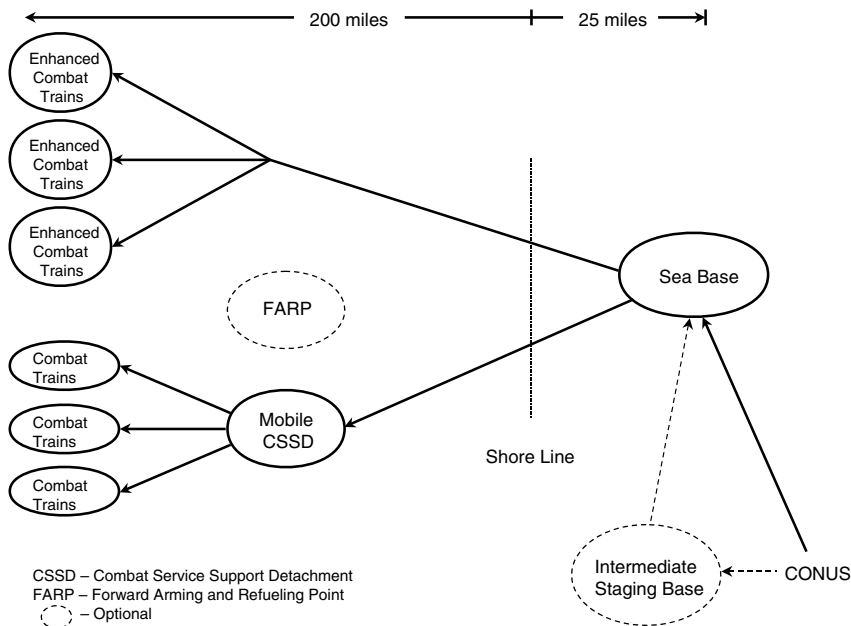 200 miles
25 miles
Enhanced
Combat
Trains
Enhanced
Combat
Trains
Enhanced
Combat
Trains
Sea Base
FARP
Combat
Trains
Combat
Trains
Combat
Trains
Mobile
CSSD
Shore Line
Intermediate
Staging Base
CONUS
CSSD – Combat Service Support Detachment
FARP – Forward Arming and Refueling Point
– Optional